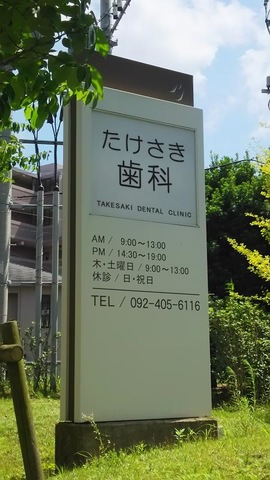 たけさき
歯科
TAKESAKI DENTAL CLINIC
AM / 9:00〜13:00
PM / 14:30〜19:00
木・土曜日 / 9:00〜13:00
休診 / 日・祝日
TEL / 092-405-6116